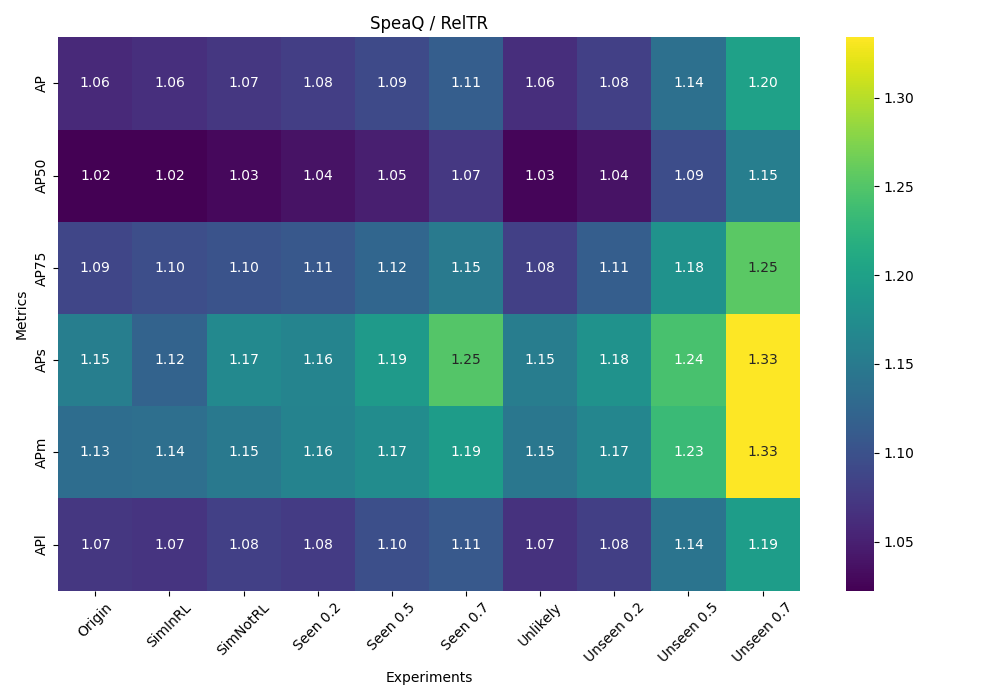 SpeaQ / RelTR
Metrics
AP 1.06 1.06 1.07 1.08 1.09 1.11 1.06 1.08 1.14 1.20
AP50 1.02 1.02 1.03 1.04 1.05 1.07 1.03 1.04 1.09 1.15
AP75 1.09 1.10 1.10 1.11 1.12 1.15 1.08 1.11 1.18 1.25
APs 1.15 1.12 1.17 1.16 1.19 1.25 1.15 1.18 1.24 1.33
APm 1.13 1.14 1.15 1.16 1.17 1.19 1.15 1.17 1.23 1.33
APl 1.07 1.07 1.08 1.08 1.10 1.11 1.07 1.08 1.14 1.19
Origin SimInRL SimNotRL Seen 0.2 Seen 0.5 Seen 0.7 Unlikely Unseen 0.2 Unseen 0.5 Unseen 0.7
Experiments
1.30
1.25
1.20
1.15
1.10
1.05